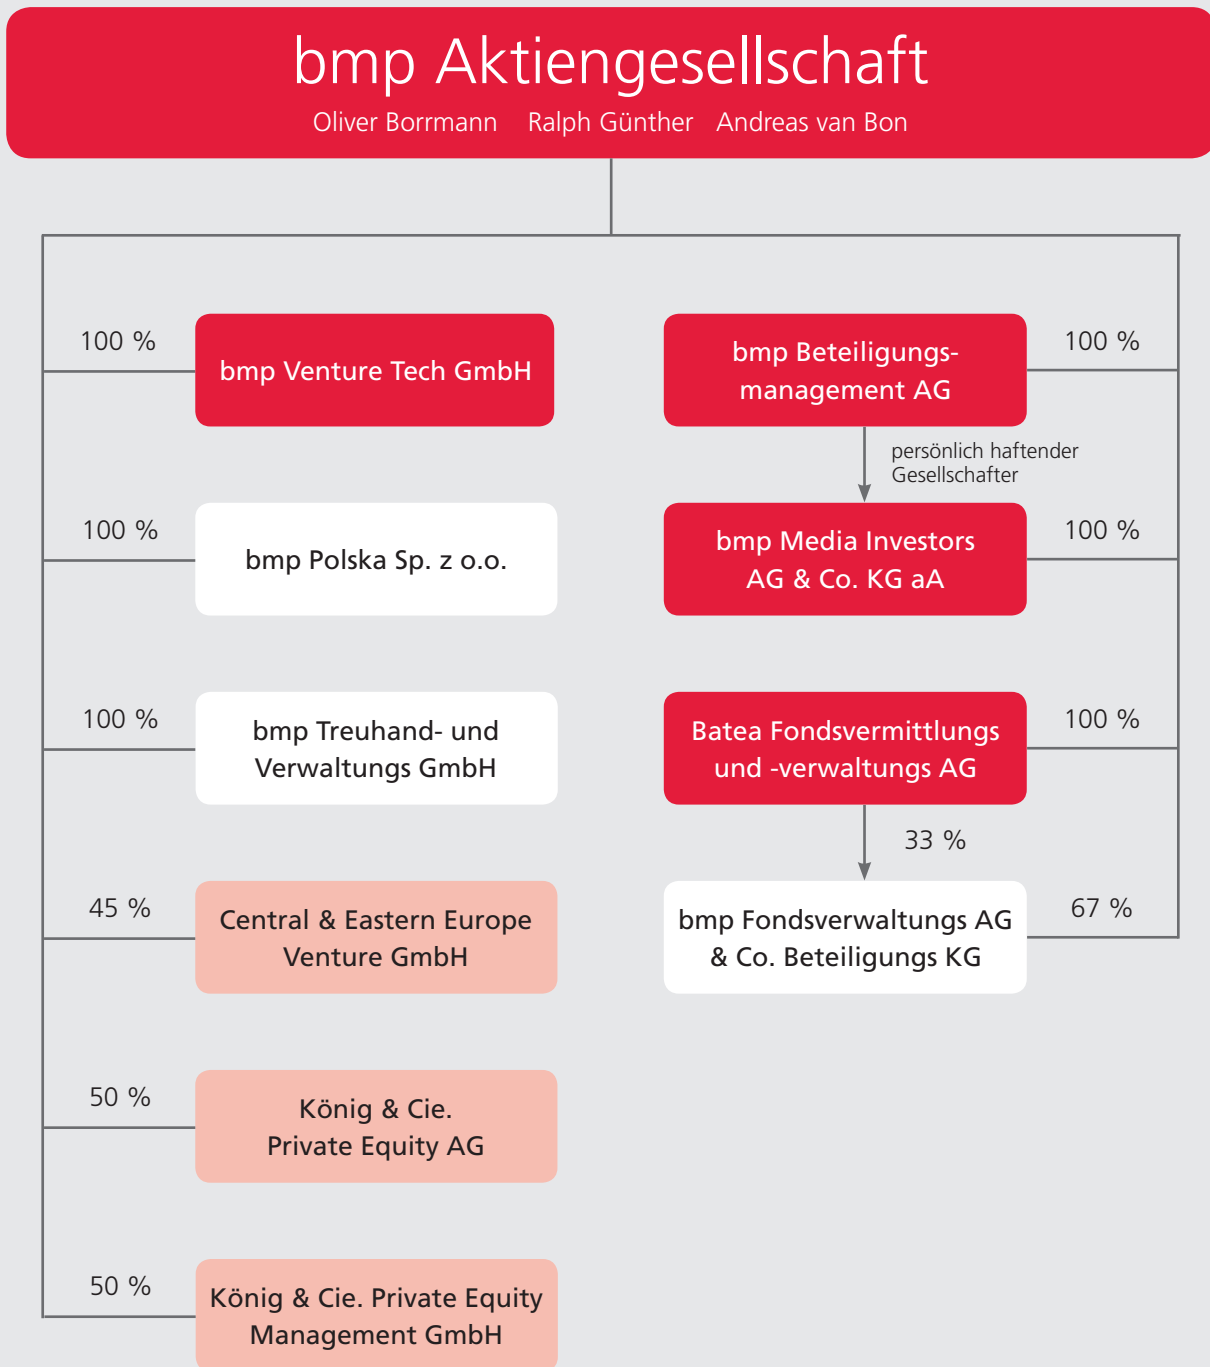 bmp Aktiengesellschaft
Oliver Borrmann Ralph Günther Andreas van Bon
100 %
bmp Venture Tech GmbH
100 %
bmp Polska Sp. z o.o.
100 %
bmp Treuhand- und
Verwaltungs GmbH
45 %
Central & Eastern Europe
Venture GmbH
50 %
König & Cie.
Private Equity AG
50 %
König & Cie. Private Equity
Management GmbH
bmp Beteiligungs-
management AG
100 %
persönlich haftender
Gesellschafter
bmp Media Investors
AG & Co. KG aA
100 %
Batea Fondsvermittlungs
und -verwaltungs AG
100 %
33 %
bmp Fondsverwaltungs AG
& Co. Beteiligungs KG
67 %